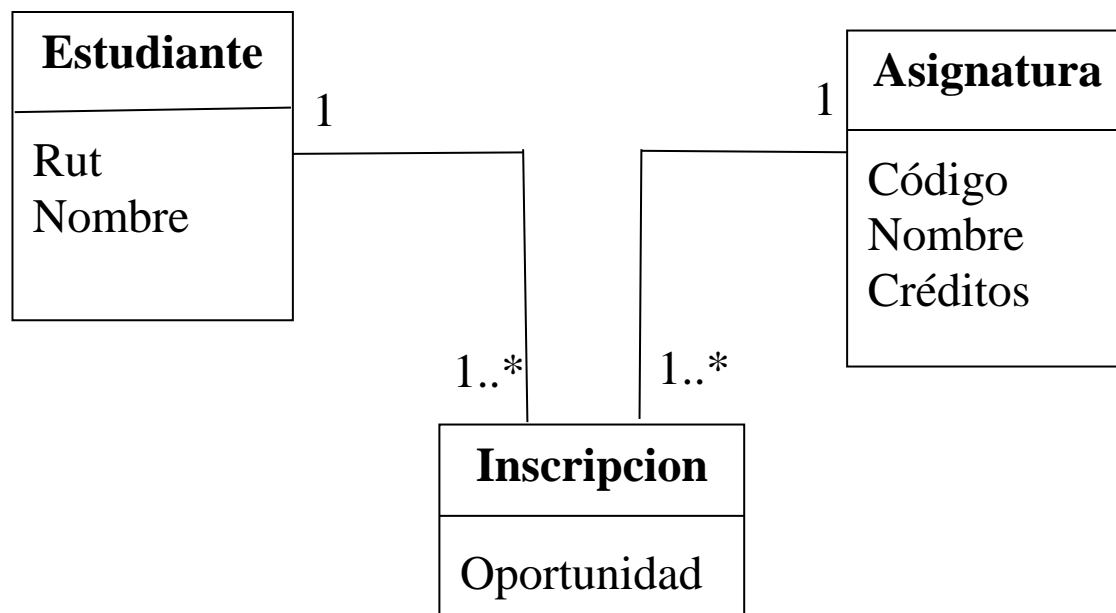 Estudiante
Rut
Nombre
1
1
Asignatura
Código
Nombre
Créditos
1..*
1..*
Inscripcion
Oportunidad